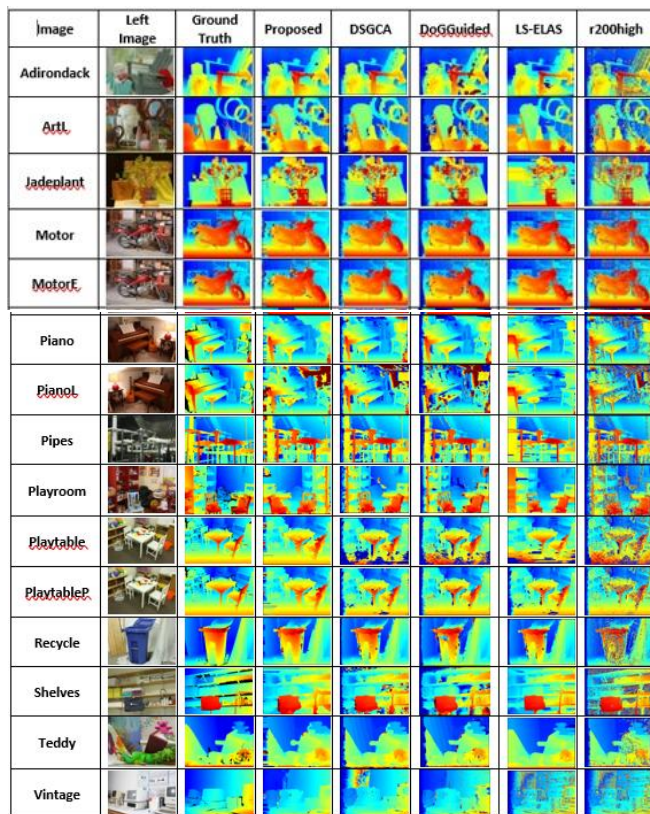 Image Left Image Ground Truth Proposed DSGCA DoGGuided LS-ELAS r200high
Adirondack
ArtL
Jadeplant
Motor
MotorE
Piano
PianoL
Pipes
Playroom
Playtable
PlaytableP
Recycle
Shelves
Teddy
Vintage